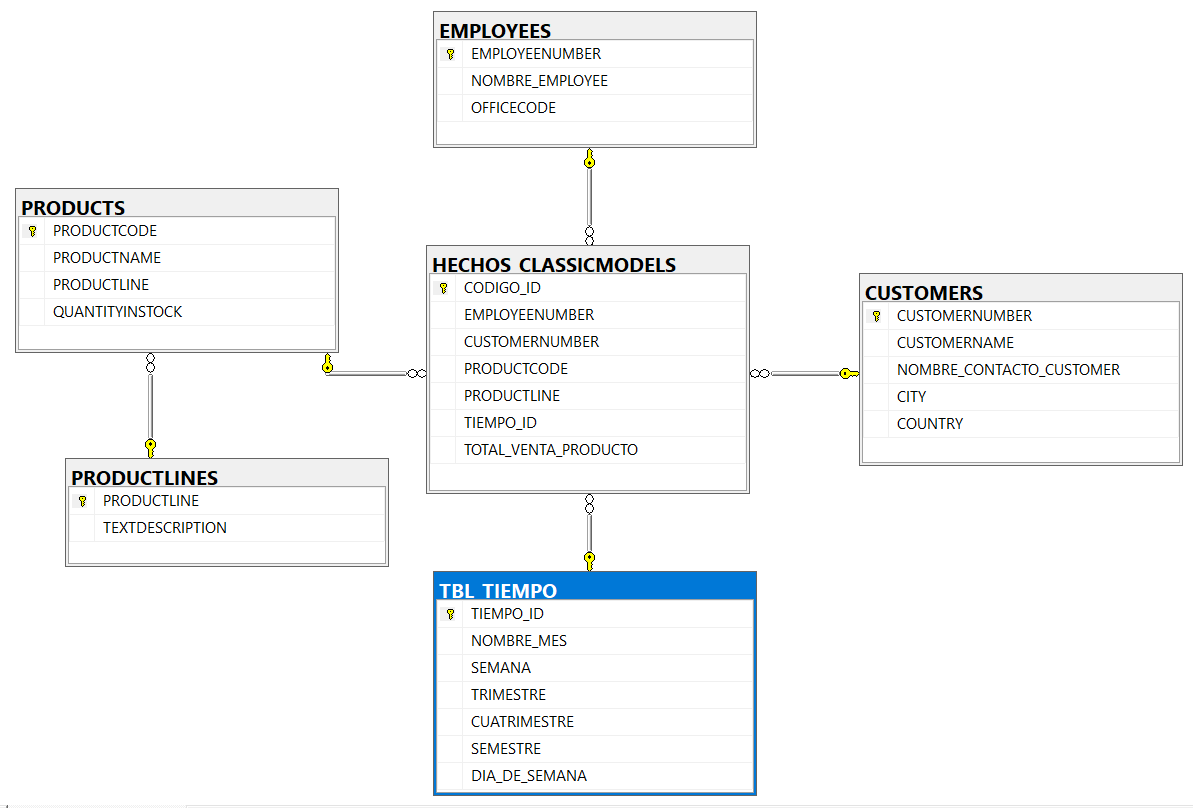 EMPLOYEES
EMPLOYEENUMBER
NOMBRE_EMPLOYEE
OFFICECODE
PRODUCTS
PRODUCTCODE
PRODUCTNAME
PRODUCTLINE
QUANTITYINSTOCK
HECHOS_CLASSICMODELS
CODIGO_ID
EMPLOYEENUMBER
CUSTOMERNUMBER
PRODUCTCODE
PRODUCTLINE
TIEMPO_ID
TOTAL_VENTA_PRODUCTO
CUSTOMERS
CUSTOMERNUMBER
CUSTOMERNAME
NOMBRE_CONTACTO_CUSTOMER
CITY
COUNTRY
PRODUCTLINES
PRODUCTLINE
TEXTDESCRIPTION
TBL_TIEMPO
TIEMPO_ID
NOMBRE_MES
SEMANA
TRIMESTRE
CUATRIMESTRE
SEMESTRE
DIA_DE_SEMANA